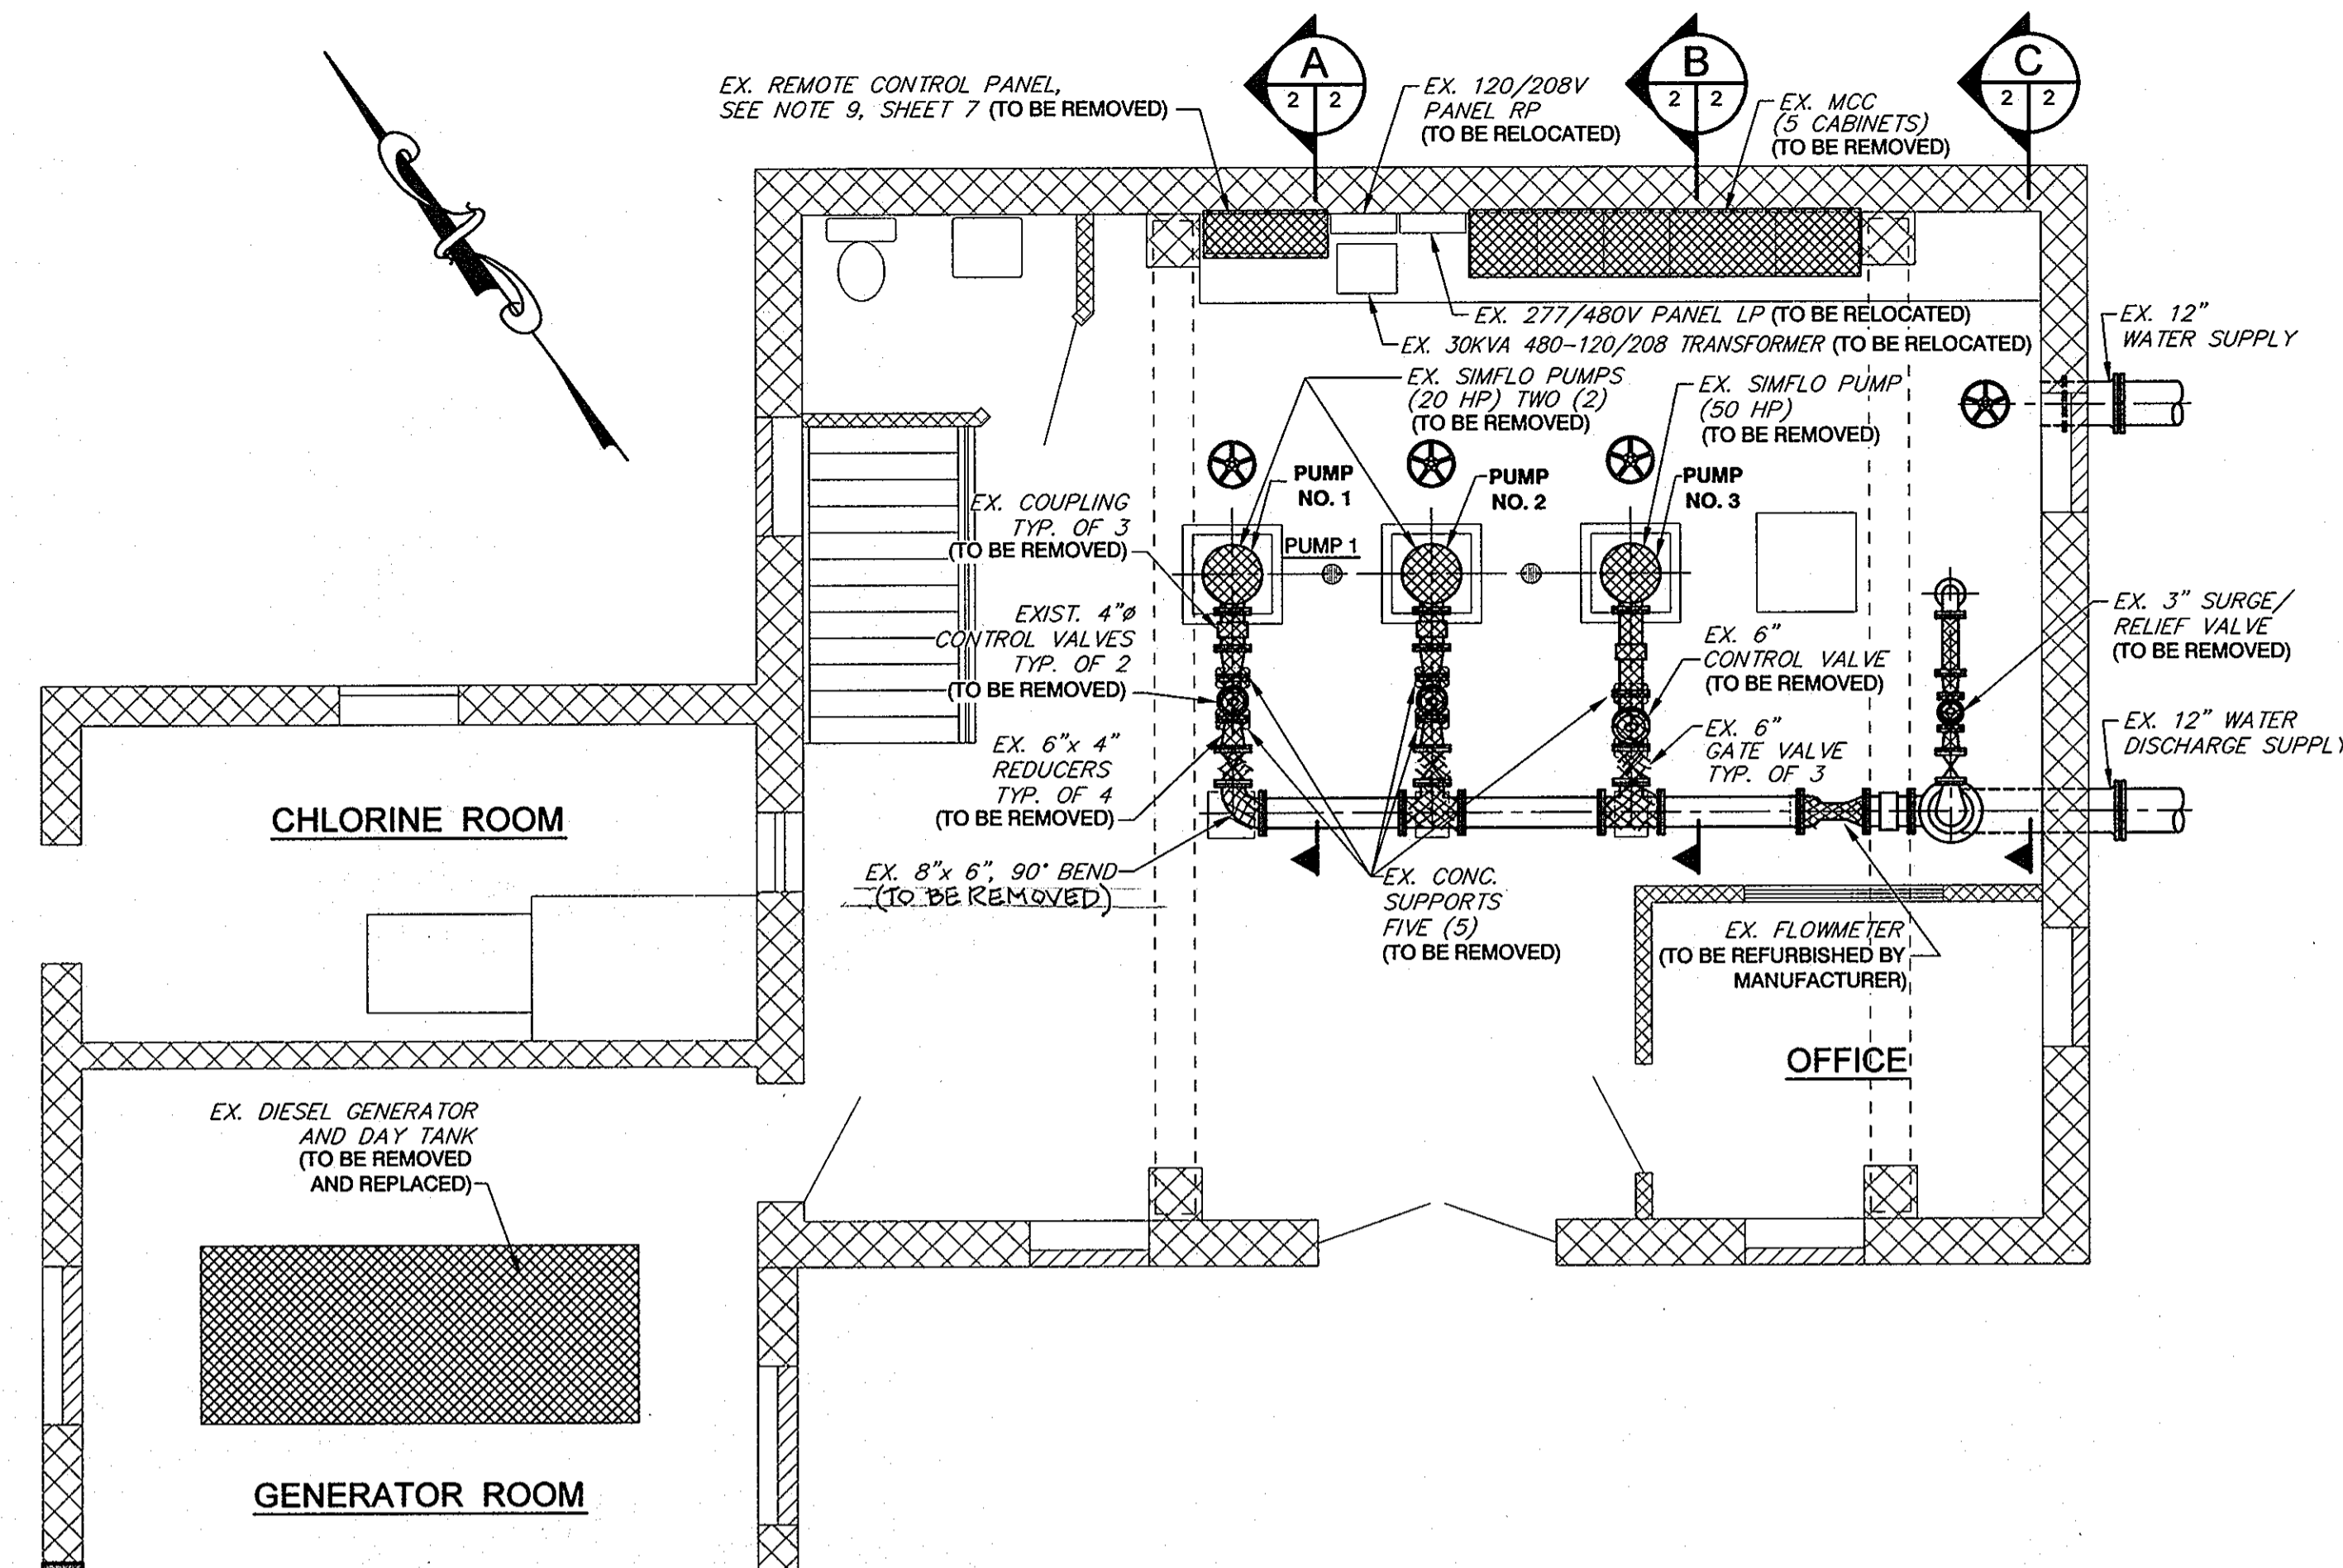 A
2 2
B
2 2
C
2 2
EX. REMOTE CONTROL PANEL,
SEE NOTE 9, SHEET 7 (TO BE REMOVED)
EX. 120/208V
PANEL RP
(TO BE RELOCATED)
EX. MCC
(5 CABINETS)
(TO BE REMOVED)
EX. 277/480V PANEL LP (TO BE RELOCATED)
EX. 30KVA 480-120/208 TRANSFORMER (TO BE RELOCATED)
EX. 12"
WATER SUPPLY
EX. SIMFLO PUMPS
(20 HP) TWO (2)
(TO BE REMOVED)
EX. SIMFLO PUMP
(50 HP)
(TO BE REMOVED)
PUMP
NO. 1
PUMP
NO. 2
PUMP
NO. 3
EX. COUPLING
TYP. OF 3
(TO BE REMOVED)
PUMP 1
EXIST. 4"ø
CONTROL VALVES
TYP. OF 2
(TO BE REMOVED)
EX. 6"
CONTROL VALVE
(TO BE REMOVED)
EX. 3" SURGE/
RELIEF VALVE
(TO BE REMOVED)
EX. 6"x 4"
REDUCERS
TYP. OF 4
(TO BE REMOVED)
EX. 6"
GATE VALVE
TYP. OF 3
EX. 12" WATER
DISCHARGE SUPPLY
CHLORINE ROOM
EX. 8"x 6", 90° BEND
(TO BE REMOVED)
EX. CONC.
SUPPORTS
FIVE (5)
(TO BE REMOVED)
EX. FLOWMETER
(TO BE REFURBISHED BY
MANUFACTURER)
OFFICE
EX. DIESEL GENERATOR
AND DAY TANK
(TO BE REMOVED
AND REPLACED)
GENERATOR ROOM